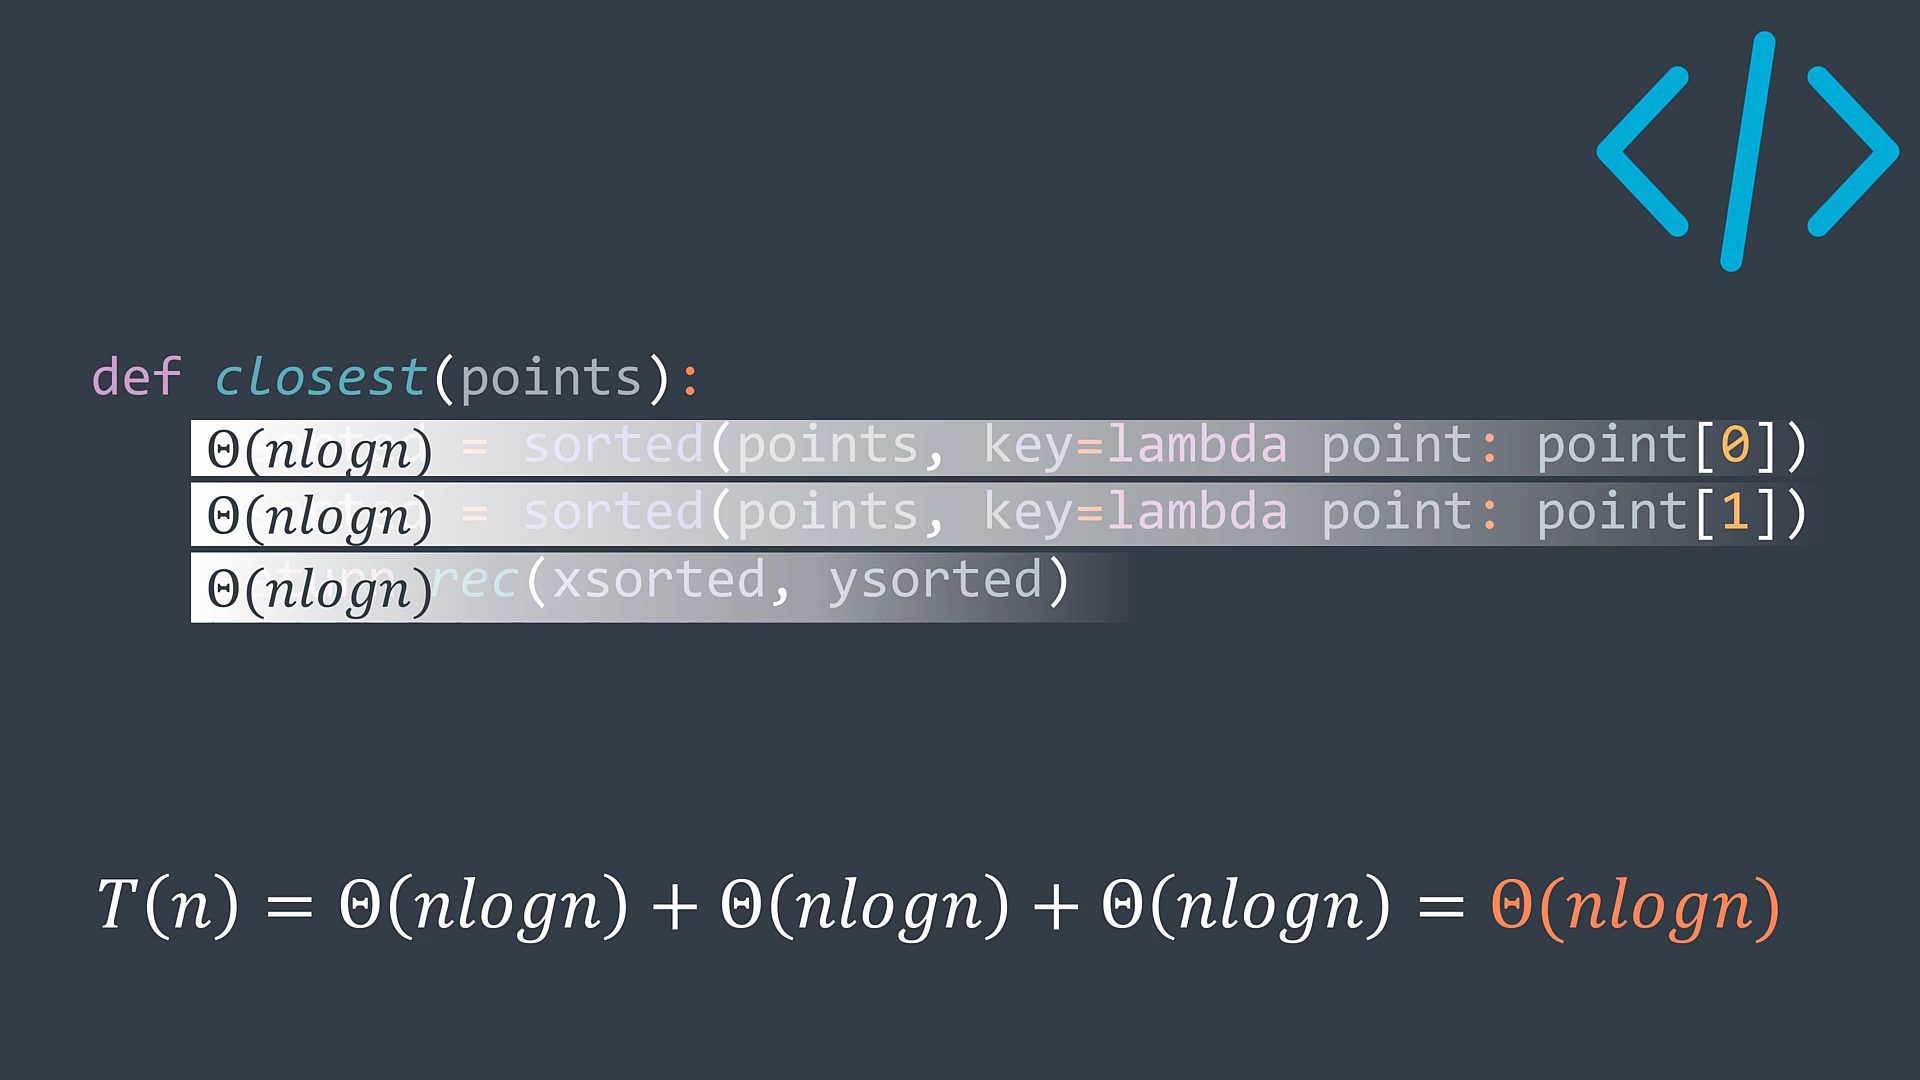 </>
def closest(points):
Θ(nlogn) = sorted(points, key=lambda point: point[0])
Θ(nlogn) = sorted(points, key=lambda point: point[1])
Θ(nlogn) rec(xsorted, ysorted)
T(n) = Θ(nlogn) + Θ(nlogn) + Θ(nlogn) = Θ(nlogn)